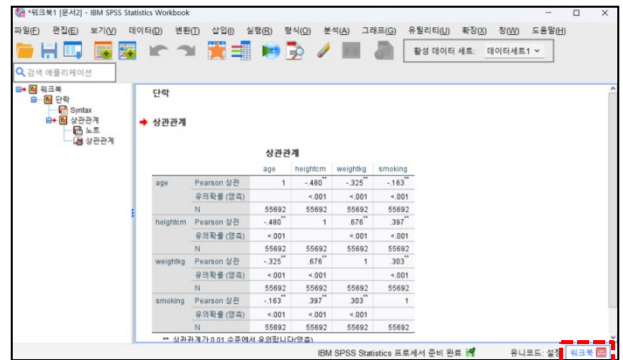 *워크북1 [문서2] - IBM SPSS Statistics Workbook
파일(F) 편집(E) 보기(V) 데이터(D) 변환(T) 삽입(I) 실행(R) 형식(O) 분석(A) 그래프(G) 유틸리티(U) 확장(X) 창(W) 도움말(H)
활성 데이터 세트: 데이터세트1
검색 애플리케이션
워크북
단락
Syntax
상관관계
노트
상관관계
단락
상관관계
상관관계
age heightcm weightkg smoking
age Pearson 상관 1 -.480** -.325** -.163**
유의확률 (양측) <.001 <.001 <.001
N 55692 55692 55692 55692
heightcm Pearson 상관 -.480** 1 .676** .397**
유의확률 (양측) <.001 <.001 <.001
N 55692 55692 55692 55692
weightkg Pearson 상관 -.325** .676** 1 .303**
유의확률 (양측) <.001 <.001 <.001
N 55692 55692 55692 55692
smoking Pearson 상관 -.163** .397** .303** 1
유의확률 (양측) <.001 <.001 <.001
N 55692 55692 55692 55692
** 상관관계가 0.01 수준에서 유의합니다(양측)
IBM SPSS Statistics 프로세서 준비 완료 유니코드: 설정 워크북